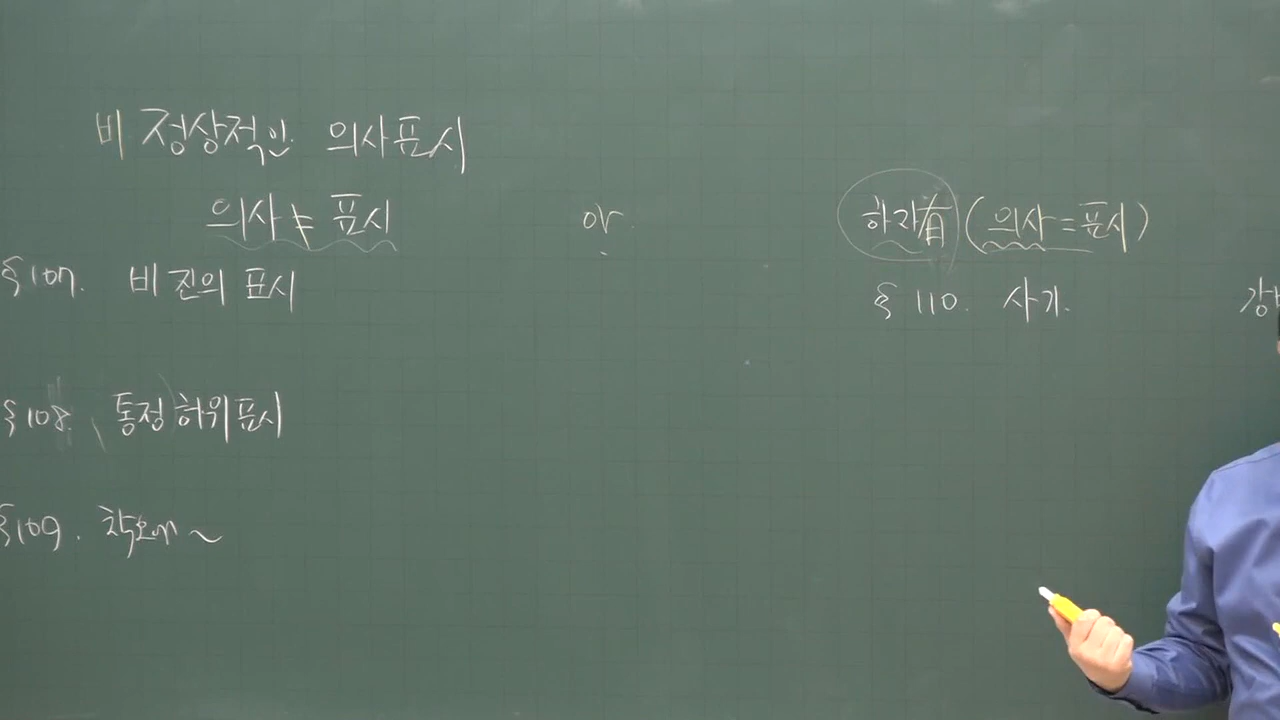 비정상적인 의사표시
의사 ≠ 표시 or 하자有 (의사=표시)
§107. 비진의 표시 §110. 사기.
§108. 통정허위표시
§109. 착오에~